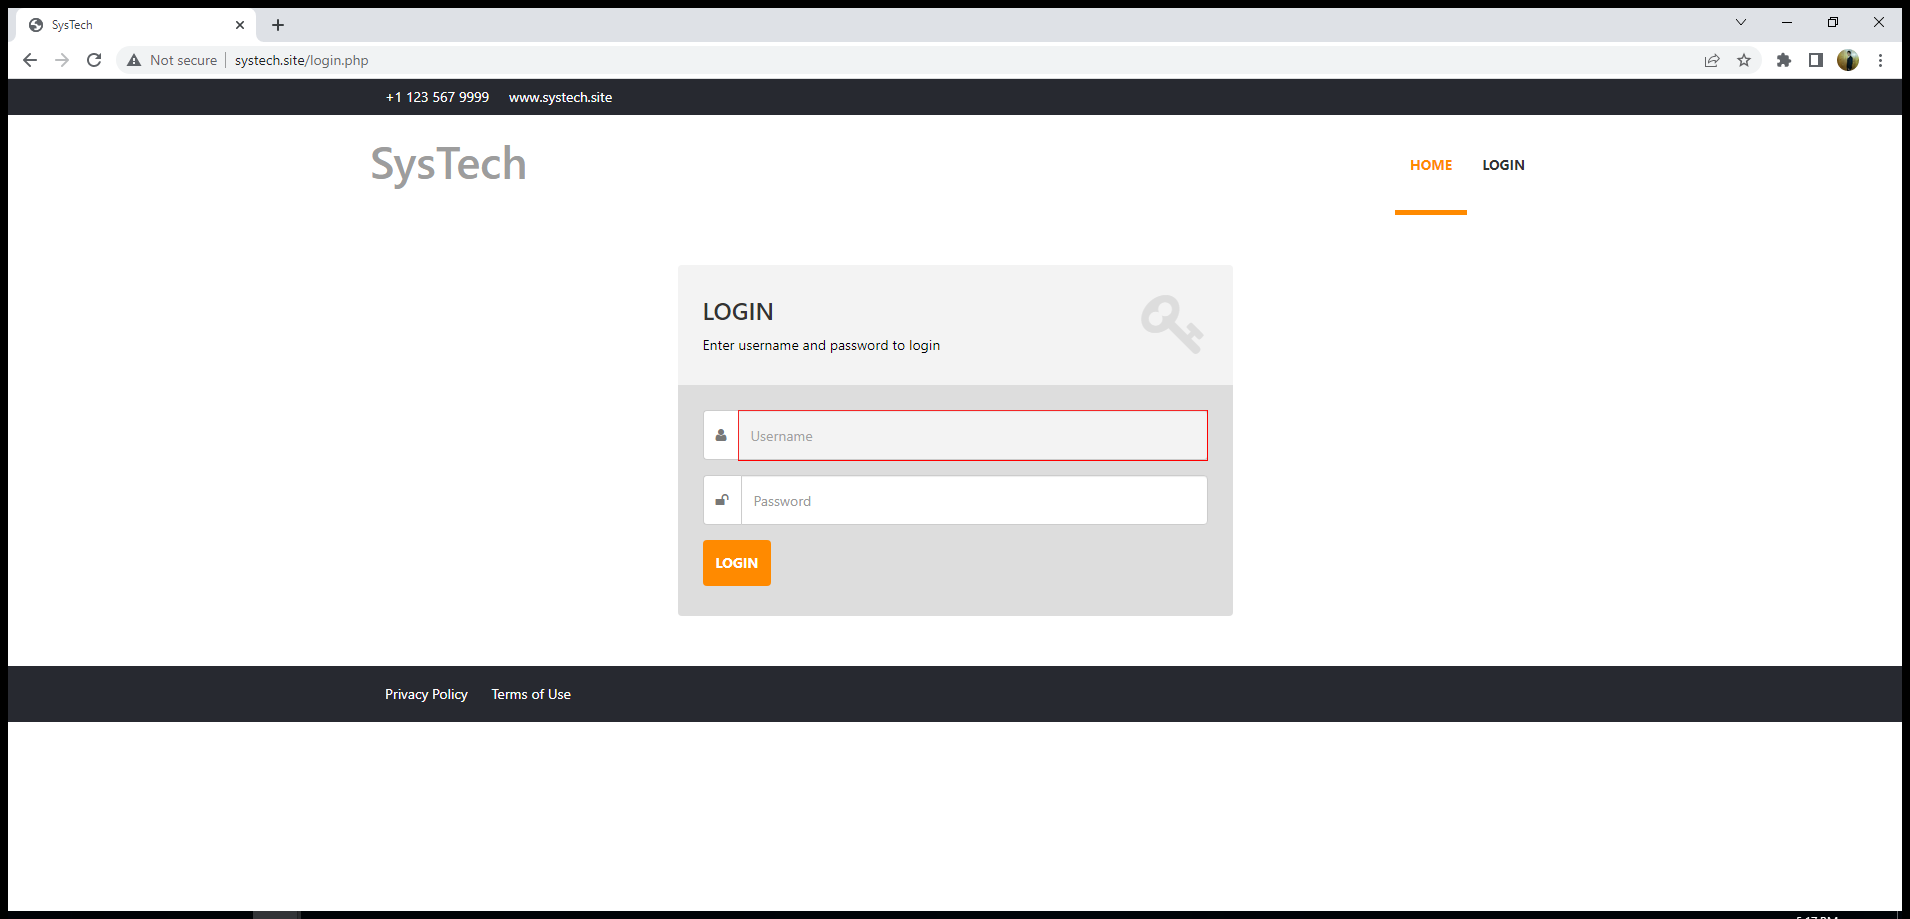 SysTech
Not secure systech.site/login.php
+1 123 567 9999 www.systech.site
SysTech
HOME LOGIN
LOGIN
Enter username and password to login
Username
Password
LOGIN
Privacy Policy Terms of Use